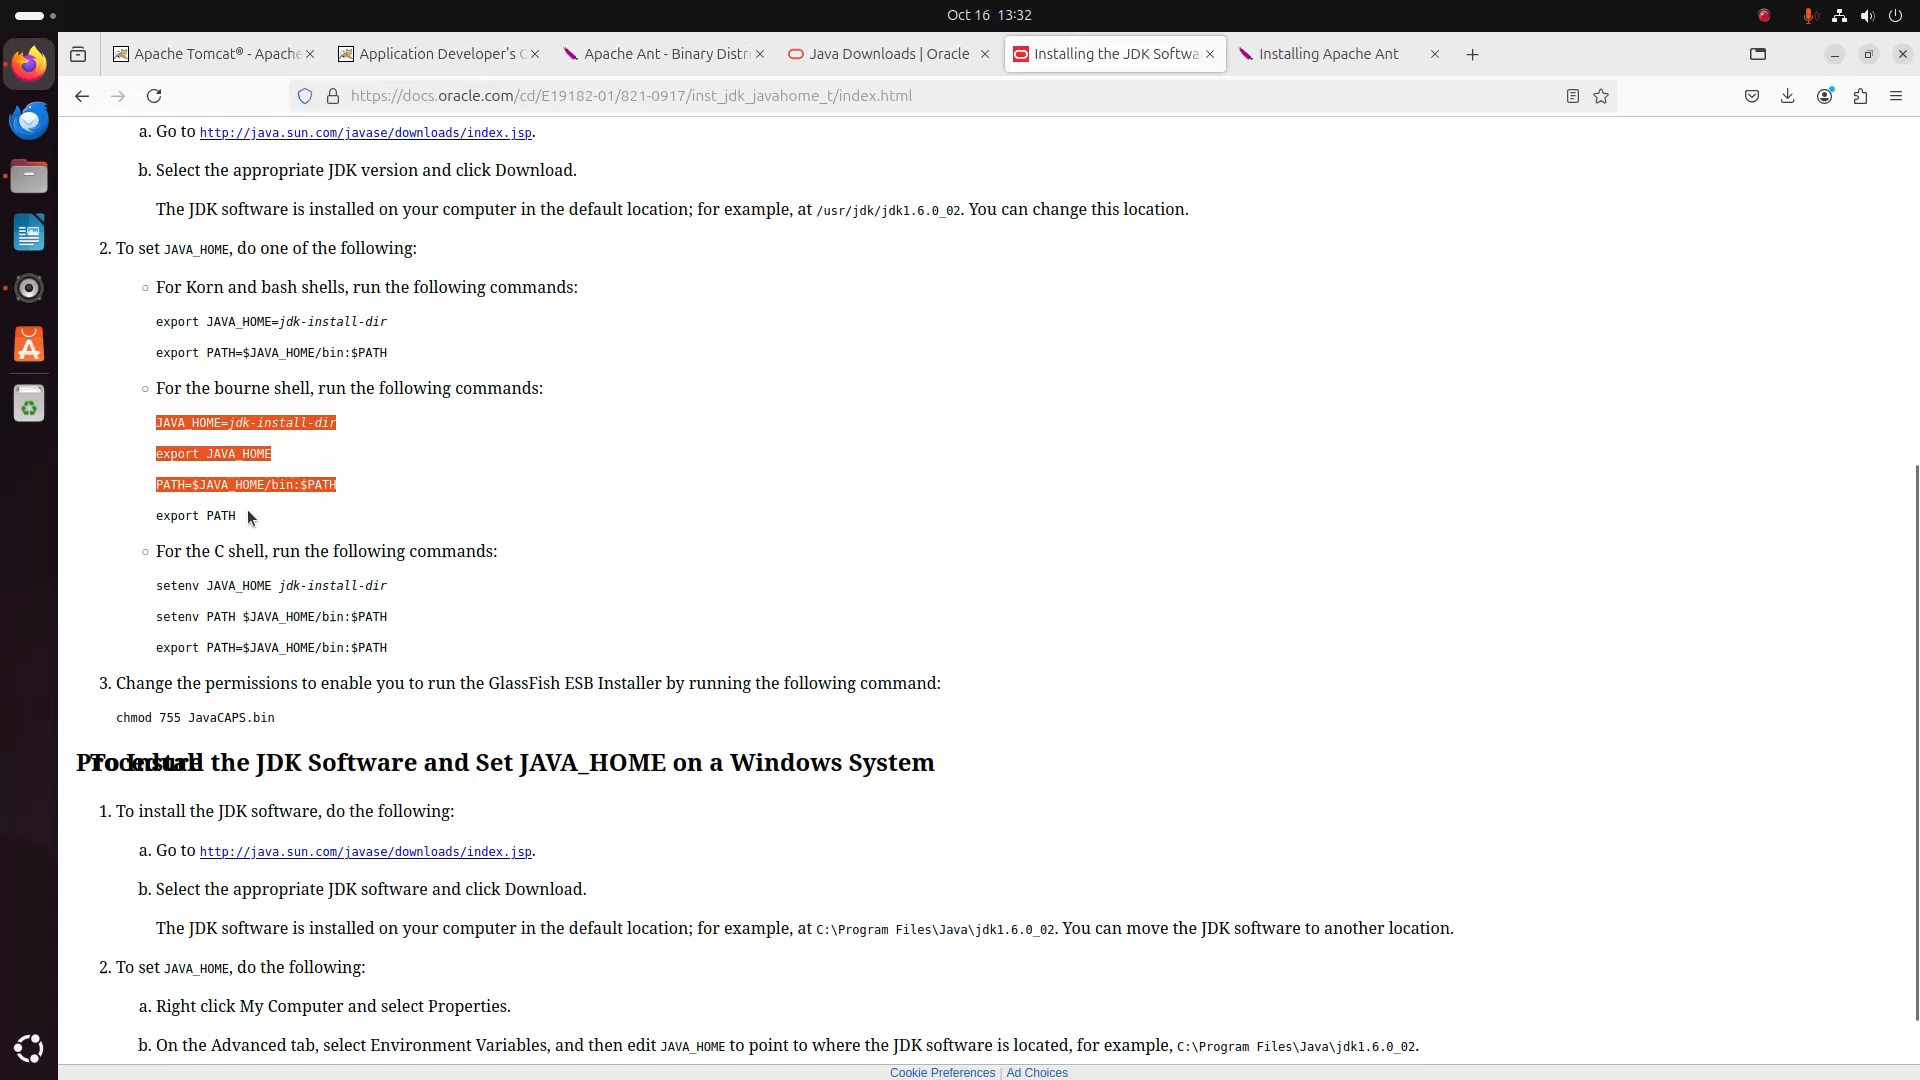 Oct 16 13:32
Apache Tomcat® - Apache
Application Developer's G
Apache Ant - Binary Distri
Java Downloads | Oracle
Installing the JDK Softwa
Installing Apache Ant
https://docs.oracle.com/cd/E19182-01/821-0917/inst_jdk_javahome_t/index.html
a. Go to http://java.sun.com/javase/downloads/index.jsp.
b. Select the appropriate JDK version and click Download.
The JDK software is installed on your computer in the default location; for example, at /usr/jdk/jdk1.6.0_02. You can change this location.
2. To set JAVA_HOME, do one of the following:
◦ For Korn and bash shells, run the following commands:
export JAVA_HOME=jdk-install-dir
export PATH=$JAVA_HOME/bin:$PATH
◦ For the bourne shell, run the following commands:
JAVA_HOME=jdk-install-dir
export JAVA_HOME
PATH=$JAVA_HOME/bin:$PATH
export PATH
◦ For the C shell, run the following commands:
setenv JAVA_HOME jdk-install-dir
setenv PATH $JAVA_HOME/bin:$PATH
export PATH=$JAVA_HOME/bin:$PATH
3. Change the permissions to enable you to run the GlassFish ESB Installer by running the following command:
chmod 755 JavaCAPS.bin
Procedure To Install the JDK Software and Set JAVA_HOME on a Windows System
1. To install the JDK software, do the following:
a. Go to http://java.sun.com/javase/downloads/index.jsp.
b. Select the appropriate JDK software and click Download.
The JDK software is installed on your computer in the default location; for example, at C:\Program Files\Java\jdk1.6.0_02. You can move the JDK software to another location.
2. To set JAVA_HOME, do the following:
a. Right click My Computer and select Properties.
b. On the Advanced tab, select Environment Variables, and then edit JAVA_HOME to point to where the JDK software is located, for example, C:\Program Files\Java\jdk1.6.0_02.
Cookie Preferences | Ad Choices